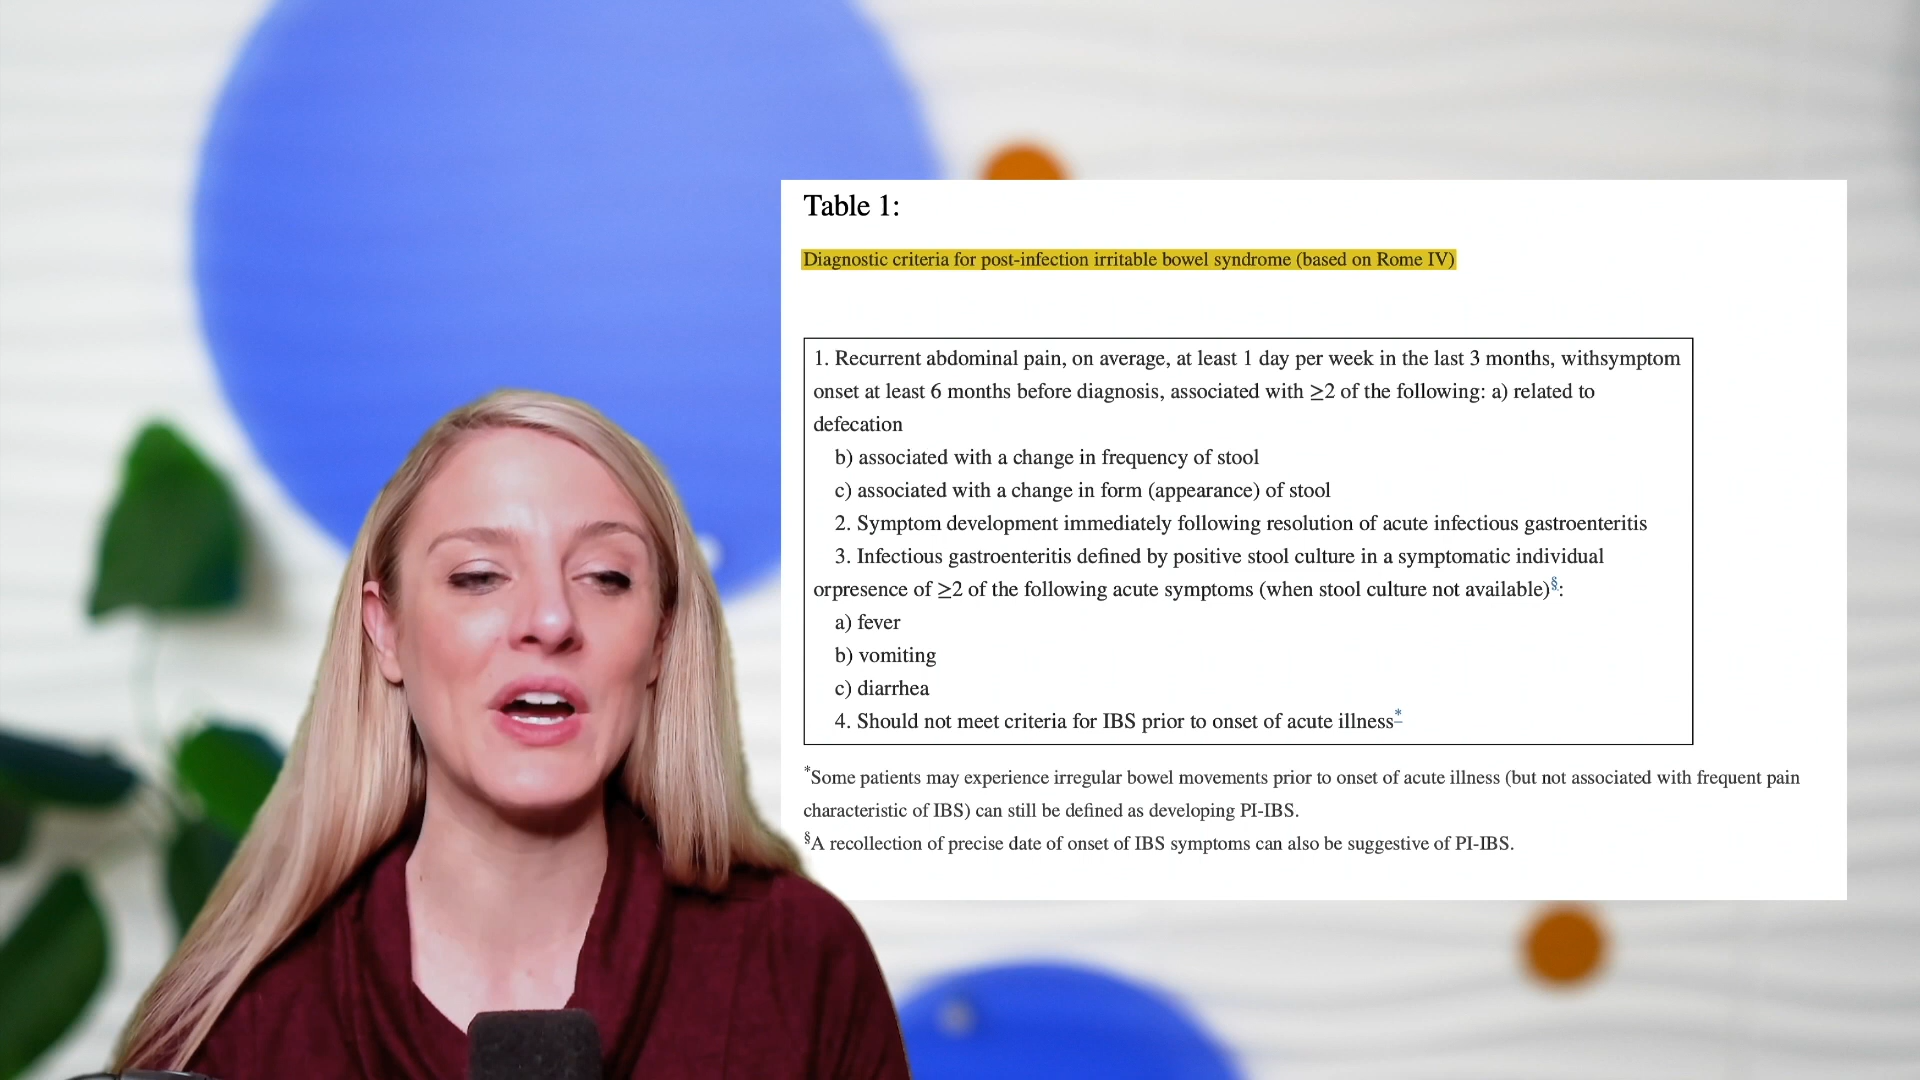 Table 1:
Diagnostic criteria for post-infection irritable bowel syndrome (based on Rome IV)
1. Recurrent abdominal pain, on average, at least 1 day per week in the last 3 months, withsymptom
onset at least 6 months before diagnosis, associated with ≥2 of the following: a) related to
defecation
b) associated with a change in frequency of stool
c) associated with a change in form (appearance) of stool
2. Symptom development immediately following resolution of acute infectious gastroenteritis
3. Infectious gastroenteritis defined by positive stool culture in a symptomatic individual
orpresence of ≥2 of the following acute symptoms (when stool culture not available)§:
a) fever
b) vomiting
c) diarrhea
4. Should not meet criteria for IBS prior to onset of acute illness*
*Some patients may experience irregular bowel movements prior to onset of acute illness (but not associated with frequent pain
characteristic of IBS) can still be defined as developing PI-IBS.
§A recollection of precise date of onset of IBS symptoms can also be suggestive of PI-IBS.